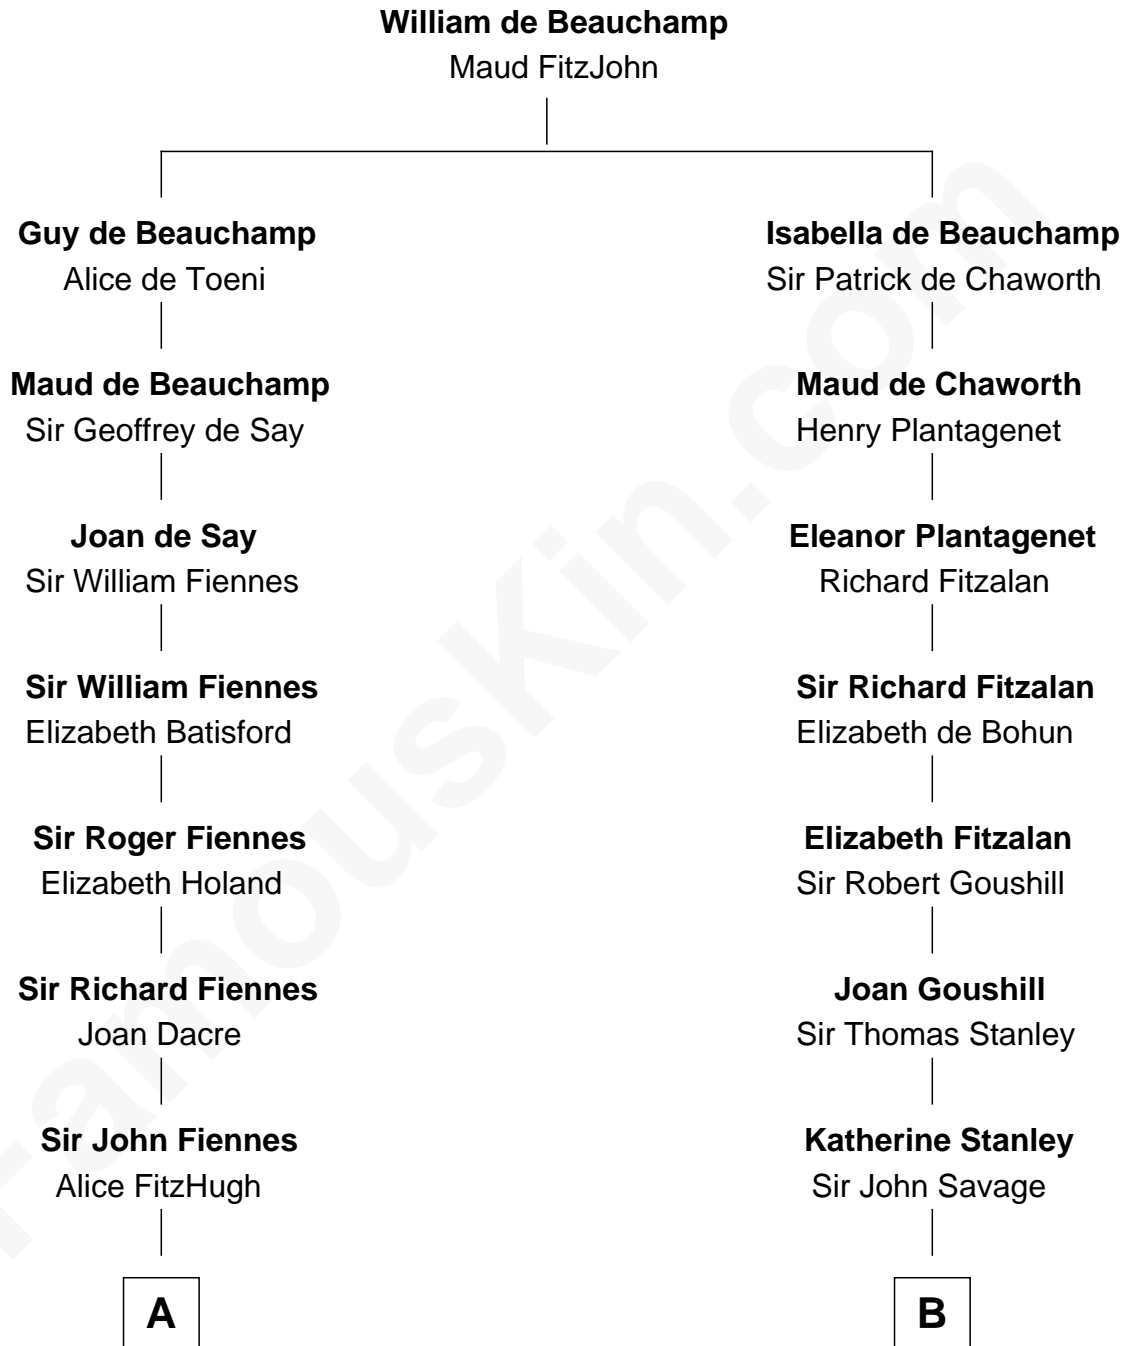 William de Beauchamp
Maud FitzJohn
Guy de Beauchamp
Alice de Toeni
Isabella de Beauchamp
Sir Patrick de Chaworth
Maud de Beauchamp
Sir Geoffrey de Say
Maud de Chaworth
Henry Plantagenet
Joan de Say
Sir William Fiennes
Eleanor Plantagenet
Richard Fitzalan
Sir William Fiennes
Elizabeth Batisford
Sir Richard Fitzalan
Elizabeth de Bohun
Sir Roger Fiennes
Elizabeth Holand
Elizabeth Fitzalan
Sir Robert Goushill
Sir Richard Fiennes
Joan Dacre
Joan Goushill
Sir Thomas Stanley
Sir John Fiennes
Alice FitzHugh
Katherine Stanley
Sir John Savage
A
B
FamousKin.com